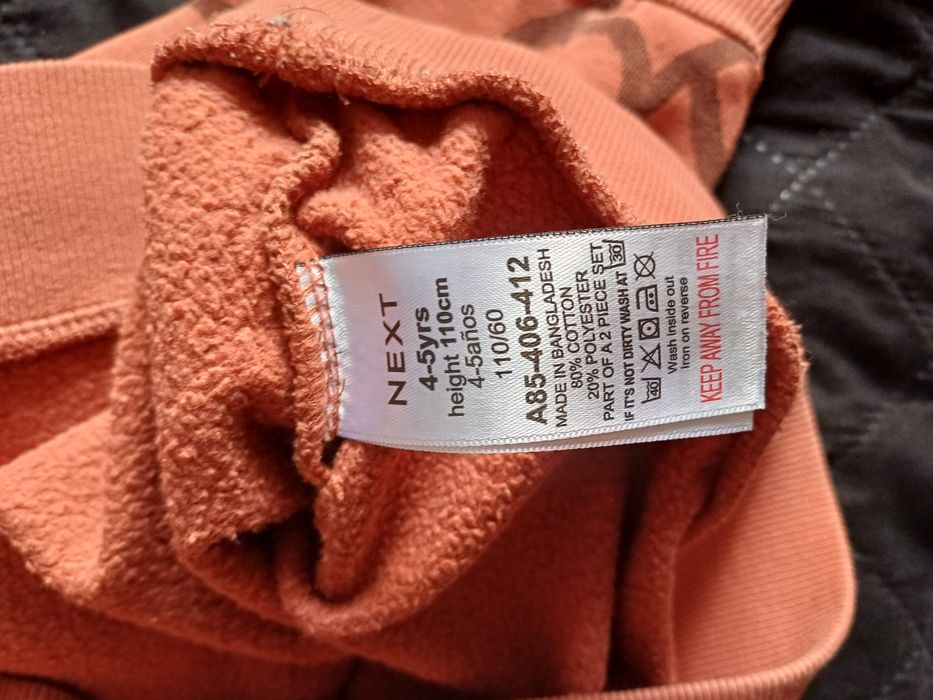 NEXT
4-5yrs
height 110cm
4-5años
110/60
A85-406-412
MADE IN BANGLADESH
80% COTTON
20% POLYESTER
PART OF A 2 PIECE SET
IF IT'S NOT DIRTY WASH AT 30
40
Wash inside out
Iron on reverse
KEEP AWAY FROM FIRE